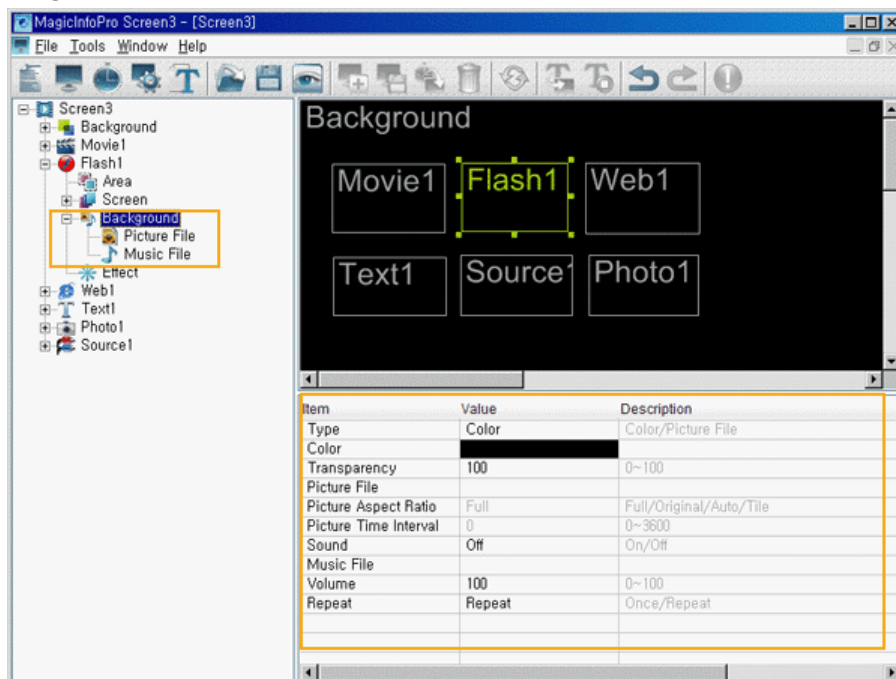 MagicInfoPro Screen3 - [Screen3]
File Tools Window Help
Screen3
Background
Movie1
Flash1
Area
Screen
Background
Picture File
Music File
Effect
Web1
Text1
Photo1
Source1
Background
Movie1 Flash1 Web1
Text1 Source1 Photo1
Item Value Description
Type Color Color/Picture File
Color
Transparency 100 0~100
Picture File
Picture Aspect Ratio Full Full/Original/Auto/Tile
Picture Time Interval 0 0~3600
Sound Off On/Off
Music File
Volume 100 0~100
Repeat Repeat Once/Repeat